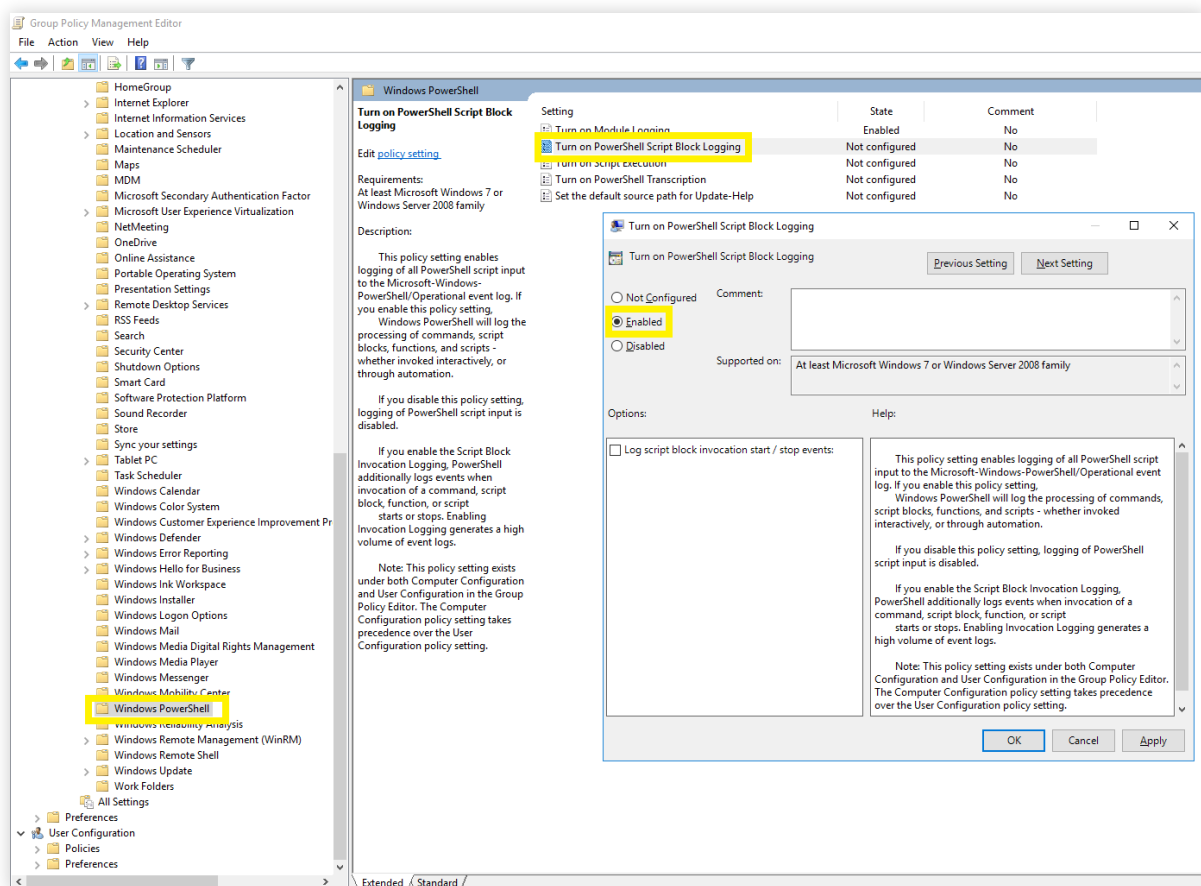 Group Policy Management Editor
File Action View Help
HomeGroup
Internet Explorer
Internet Information Services
Location and Sensors
Maintenance Scheduler
Maps
MDM
Microsoft Secondary Authentication Factor
Microsoft User Experience Virtualization
NetMeeting
OneDrive
Online Assistance
Portable Operating System
Presentation Settings
Remote Desktop Services
RSS Feeds
Search
Security Center
Shutdown Options
Smart Card
Software Protection Platform
Sound Recorder
Store
Sync your settings
Tablet PC
Task Scheduler
Windows Calendar
Windows Color System
Windows Customer Experience Improvement Pr
Windows Defender
Windows Error Reporting
Windows Hello for Business
Windows Ink Workspace
Windows Installer
Windows Logon Options
Windows Mail
Windows Media Digital Rights Management
Windows Media Player
Windows Messenger
Windows Mobility Center
Windows PowerShell
Windows Reliability Analysis
Windows Remote Management (WinRM)
Windows Remote Shell
Windows Update
Work Folders
All Settings
Preferences
User Configuration
Policies
Preferences
Windows PowerShell
Turn on PowerShell Script Block
Logging
Edit policy setting
Requirements:
At least Microsoft Windows 7 or
Windows Server 2008 family
Description:
This policy setting enables
logging of all PowerShell script input
to the Microsoft-Windows-
PowerShell/Operational event log. If
you enable this policy setting,
Windows PowerShell will log the
processing of commands, script
blocks, functions, and scripts -
whether invoked interactively, or
through automation.
If you disable this policy setting,
logging of PowerShell script input is
disabled.
If you enable the Script Block
Invocation Logging, PowerShell
additionally logs events when
invocation of a command, script
block, function, or script
starts or stops. Enabling
Invocation Logging generates a high
volume of event logs.
Note: This policy setting exists
under both Computer Configuration
and User Configuration in the Group
Policy Editor. The Computer
Configuration policy setting takes
precedence over the User
Configuration policy setting.
Setting State Comment
Turn on Module Logging Enabled No
Turn on PowerShell Script Block Logging Not configured No
Turn on Script Execution Not configured No
Turn on PowerShell Transcription Not configured No
Set the default source path for Update-Help Not configured No
Turn on PowerShell Script Block Logging
Turn on PowerShell Script Block Logging
Previous Setting Next Setting
Not Configured Comment:
Enabled
Disabled
Supported on: At least Microsoft Windows 7 or Windows Server 2008 family
Options: Help:
Log script block invocation start / stop events:
This policy setting enables logging of all PowerShell script
input to the Microsoft-Windows-PowerShell/Operational event
log. If you enable this policy setting,
Windows PowerShell will log the processing of commands,
script blocks, functions, and scripts - whether invoked
interactively, or through automation.
If you disable this policy setting, logging of PowerShell
script input is disabled.
If you enable the Script Block Invocation Logging,
PowerShell additionally logs events when invocation of a
command, script block, function, or script
starts or stops. Enabling Invocation Logging generates a
high volume of event logs.
Note: This policy setting exists under both Computer
Configuration and User Configuration in the Group Policy Editor.
The Computer Configuration policy setting takes precedence
over the User Configuration policy setting.
OK Cancel Apply
Extended Standard